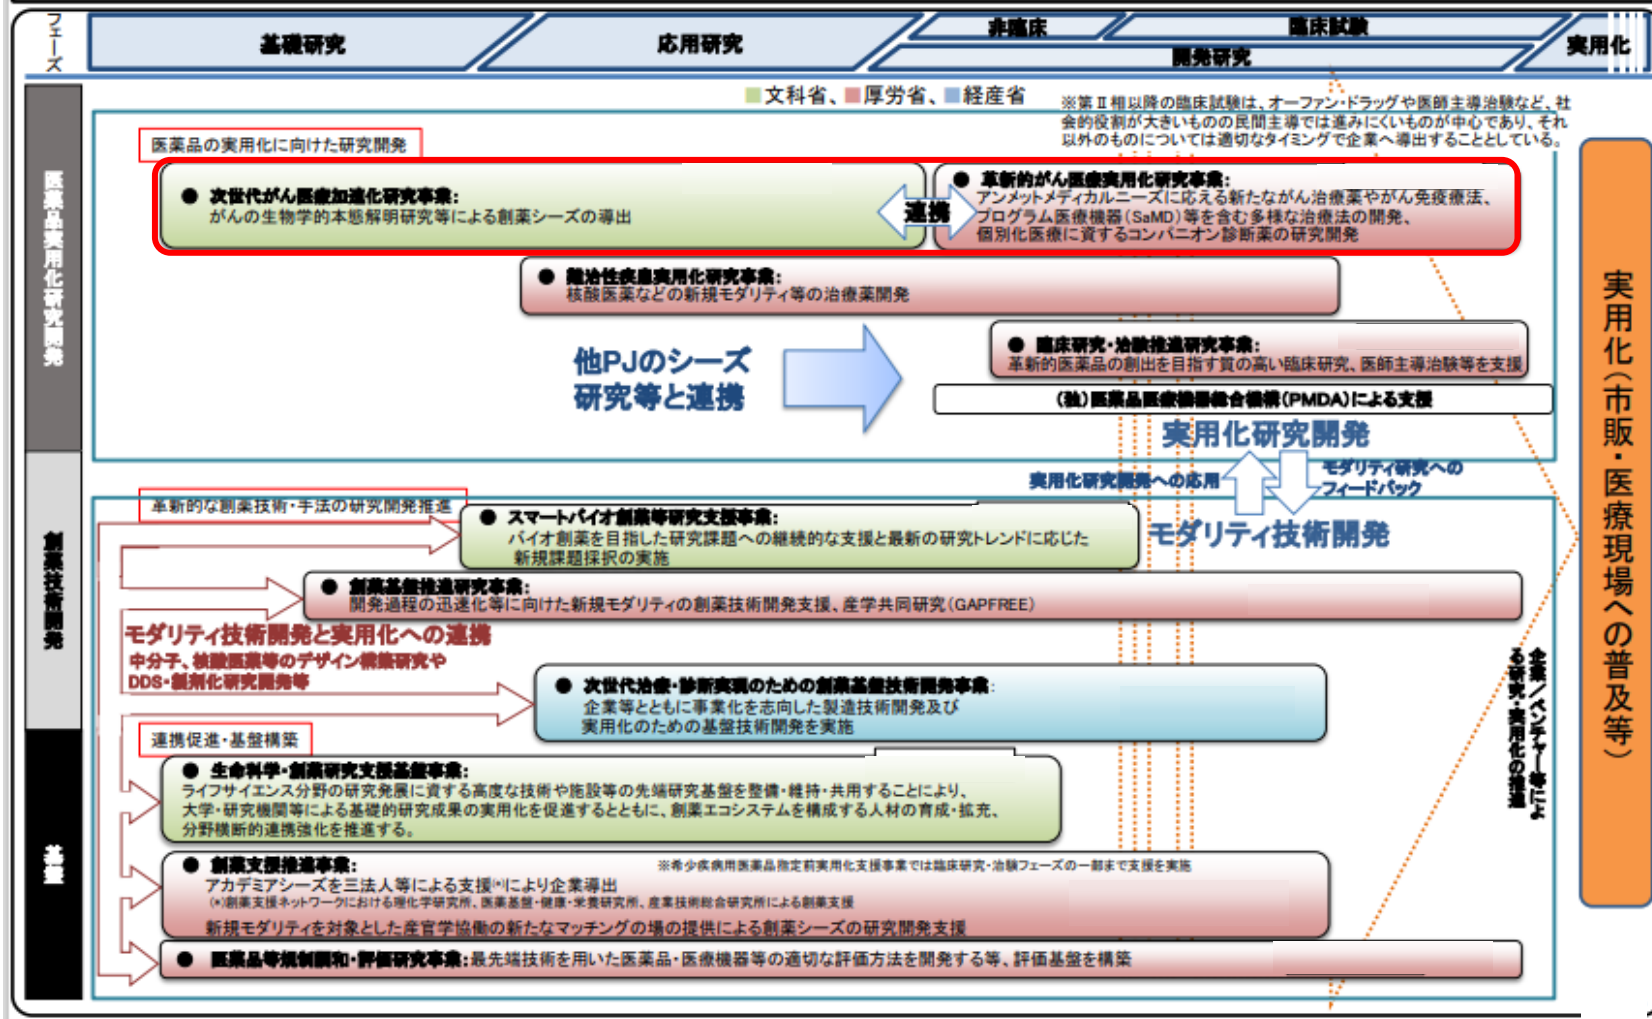 フェーズ
基礎研究
応用研究
非臨床
臨床試験
開発研究
実用化
■文科省、■厚労省、■経産省
※第Ⅱ相以降の臨床試験は、オーファン・ドラッグや医師主導治験など、社
会的役割が大きいものの民間主導では進みにくいものが中心であり、それ
以外のものについては適切なタイミングで企業へ導出することとしている。
医薬品実用化研究開発
医薬品の実用化に向けた研究開発
● 次世代がん医療加速化研究事業:
がんの生物学的本態解明研究等による創薬シーズの導出
連携
● 革新的がん医療実用化研究事業:
アンメットメディカルニーズに応える新たながん治療薬やがん免疫療法、
プログラム医療機器(SaMD)等を含む多様な治療法の開発、
個別化医療に資するコンパニオン診断薬の研究開発
● 難治性疾患実用化研究事業:
核酸医薬などの新規モダリティ等の治療薬開発
他PJのシーズ
研究等と連携
● 臨床研究・治験推進研究事業:
革新的医薬品の創出を目指す質の高い臨床研究、医師主導治験等を支援
(独)医薬品医療機器総合機構(PMDA)による支援
実用化研究開発
実用化研究開発への応用
モダリティ研究への
フィードバック
モダリティ技術開発
実用化(市販・医療現場への普及等)
創薬技術開発
革新的な創薬技術・手法の研究開発推進
● スマートバイオ創薬等研究支援事業:
バイオ創薬を目指した研究課題への継続的な支援と最新の研究トレンドに応じた
新規課題採択の実施
● 創薬基盤推進研究事業:
開発過程の迅速化等に向けた新規モダリティの創薬技術開発支援、産学共同研究(GAPFREE)
モダリティ技術開発と実用化への連携
中分子、核酸医薬等のデザイン構築研究や
DDS・製剤化研究開発等
● 次世代治療・診断実現のための創薬基盤技術開発事業:
企業等とともに事業化を志向した製造技術開発及び
実用化のための基盤技術開発を実施
企業/ベンチャー等によ
る研究・実用化の推進
基盤
連携促進・基盤構築
● 生命科学・創薬研究支援基盤事業:
ライフサイエンス分野の研究発展に資する高度な技術や施設等の先端研究基盤を整備・維持・共用することにより、
大学・研究機関等による基礎的研究成果の実用化を促進するとともに、創薬エコシステムを構成する人材の育成・拡充、
分野横断的連携強化を推進する。
● 創薬支援推進事業:
※希少疾病用医薬品指定前実用化支援事業では臨床研究・治験フェーズの一部まで支援を実施
アカデミアシーズを三法人等による支援(*)により企業導出
(*)創薬支援ネットワークにおける理化学研究所、医薬基盤・健康・栄養研究所、産業技術総合研究所による創薬支援
新規モダリティを対象とした産官学協働の新たなマッチングの場の提供による創薬シーズの研究開発支援
● 医薬品等規制調和・評価研究事業:最先端技術を用いた医薬品・医療機器等の適切な評価方法を開発する等、評価基盤を構築